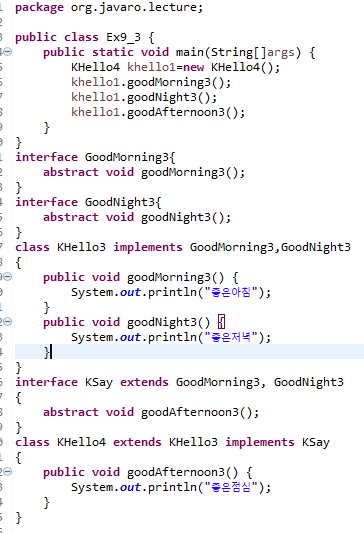 package org.javaro.lecture;
public class Ex9_3 {
public static void main(String[]args) {
KHello4 khello1=new KHello4();
khello1.goodMorning3();
khello1.goodNight3();
khello1.goodAfternoon3();
}
}
interface GoodMorning3{
abstract void goodMorning3();
}
interface GoodNight3{
abstract void goodNight3();
}
class KHello3 implements GoodMorning3,GoodNight3
{
public void goodMorning3() {
System.out.println("좋은아침");
}
public void goodNight3() {
System.out.println("좋은저녁");
}
}
interface KSay extends GoodMorning3, GoodNight3
{
abstract void goodAfternoon3();
}
class KHello4 extends KHello3 implements KSay
{
public void goodAfternoon3() {
System.out.println("좋은점심");
}
}